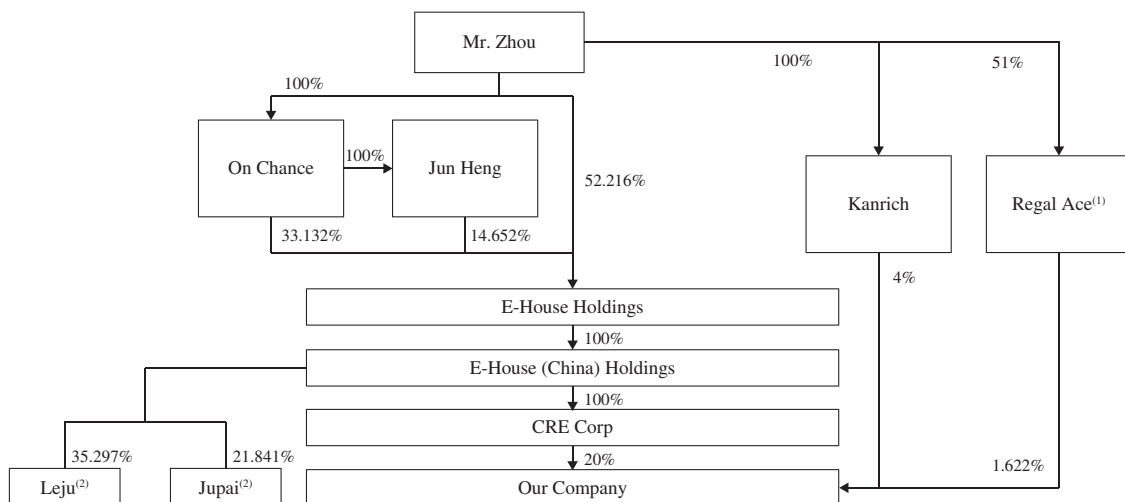 Mr. Zhou
100%
51%
100%
On Chance
100%
Jun Heng
52.216%
Kanrich
Regal Ace(1)
33.132%
14.652%
4%
E-House Holdings
100%
E-House (China) Holdings
100%
CRE Corp
35.297%
21.841%
20%
1.622%
Leju(2)
Jupai(2)
Our Company